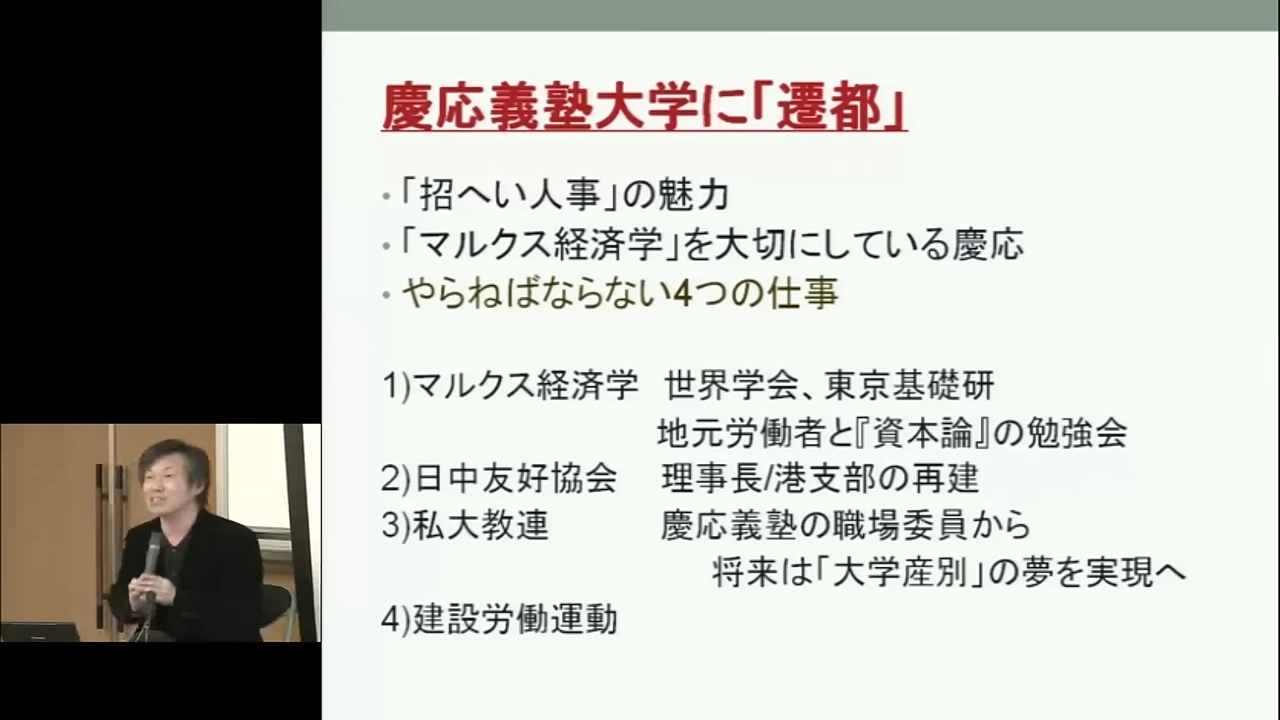 慶応義塾大学に「遷都」
・「招へい人事」の魅力
・「マルクス経済学」を大切にしている慶応
・やらねばならない4つの仕事
1)マルクス経済学 世界学会、東京基礎研
地元労働者と『資本論』の勉強会
2)日中友好協会 理事長/港支部の再建
3)私大教連 慶応義塾の職場委員から
将来は「大学産別」の夢を実現へ
4)建設労働運動